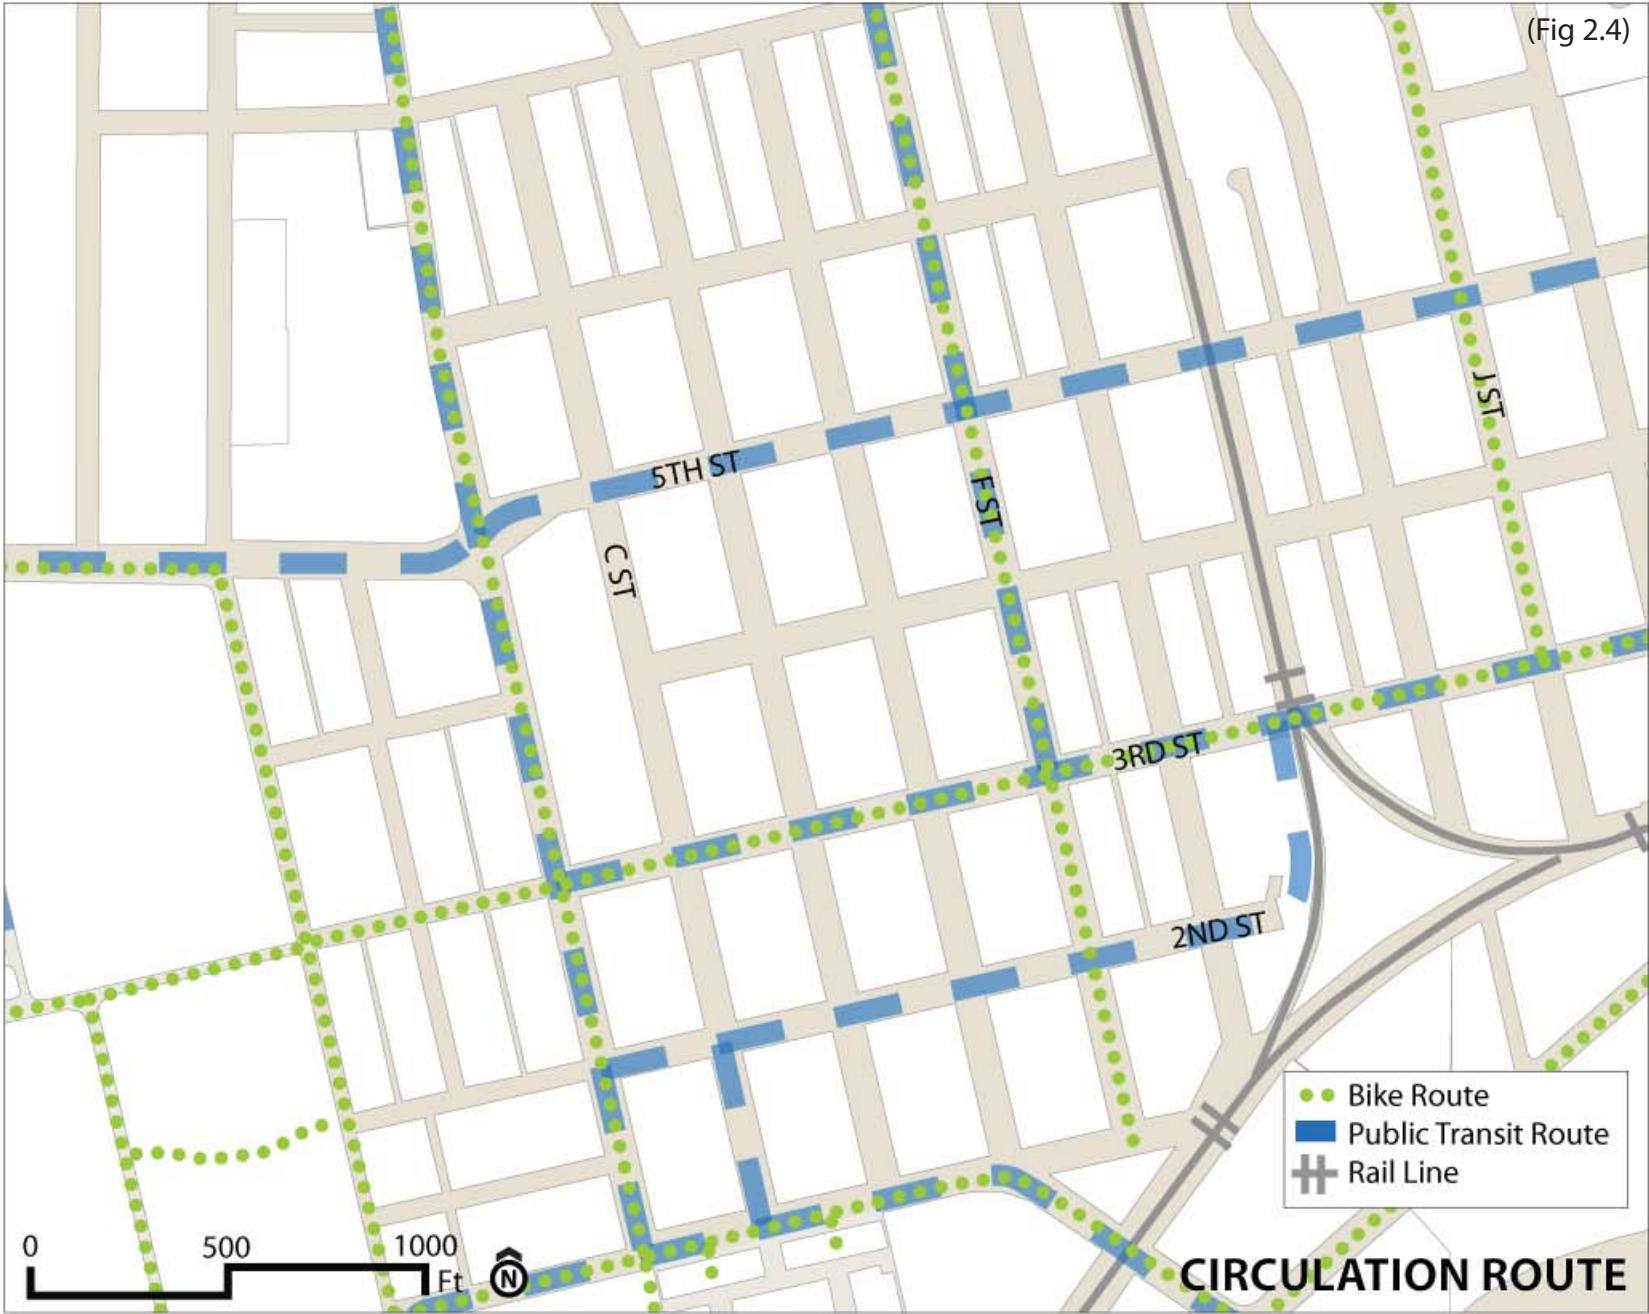 (Fig 2.4)
J ST
5TH ST
F ST
C ST
3RD ST
2ND ST
Bike Route
Public Transit Route
Rail Line
0 500 1000
Ft
N
CIRCULATION ROUTE